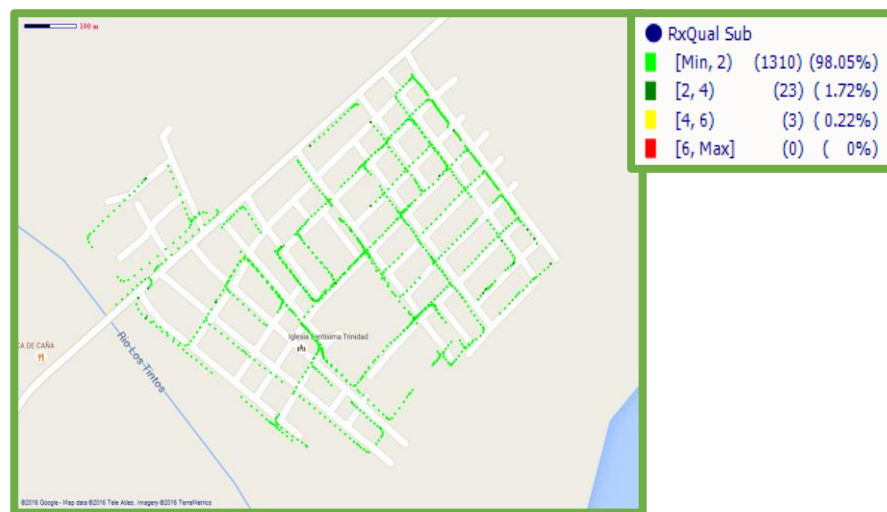 100 m
RxQual Sub
[Min, 2) (1310) (98.05%)
[2, 4) (23) ( 1.72%)
[4, 6) (3) ( 0.22%)
[6, Max] (0) ( 0%)
Iglesia Santísima Trinidad
CA DE CAÑA
Rio Los Tintos
©2016 Google - Map data ©2016 Tele Atlas, Imagery ©2016 TerraMetrics